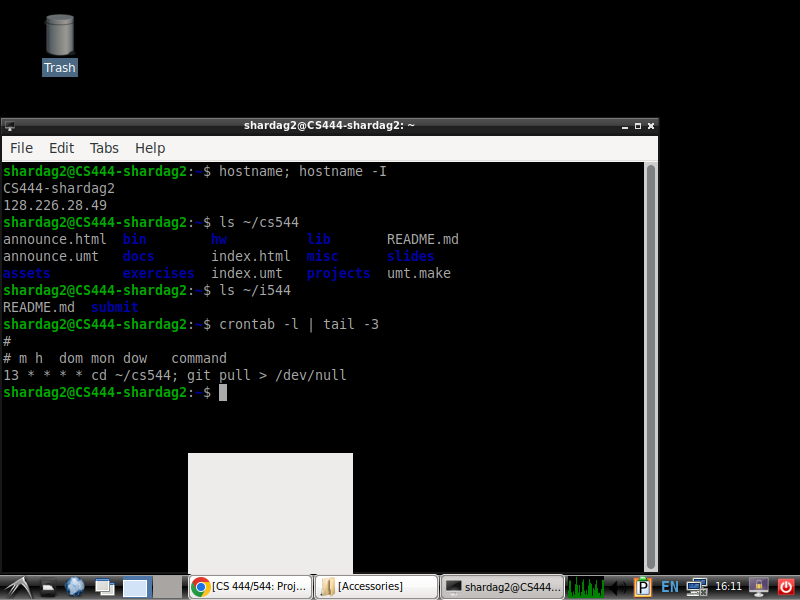 Trash
shardag2@CS444-shardag2: ~
File Edit Tabs Help
shardag2@CS444-shardag2:~$ hostname; hostname -I
CS444-shardag2
128.226.28.49
shardag2@CS444-shardag2:~$ ls ~/cs544
announce.html bin hw lib README.md
announce.umt docs index.html misc slides
assets exercises index.umt projects umt.make
shardag2@CS444-shardag2:~$ ls ~/i544
README.md submit
shardag2@CS444-shardag2:~$ crontab -l | tail -3
#
# m h dom mon dow command
13 * * * * cd ~/cs544; git pull > /dev/null
shardag2@CS444-shardag2:~$
[CS 444/544: Proj... [Accessories] shardag2@CS444... P EN 16:11